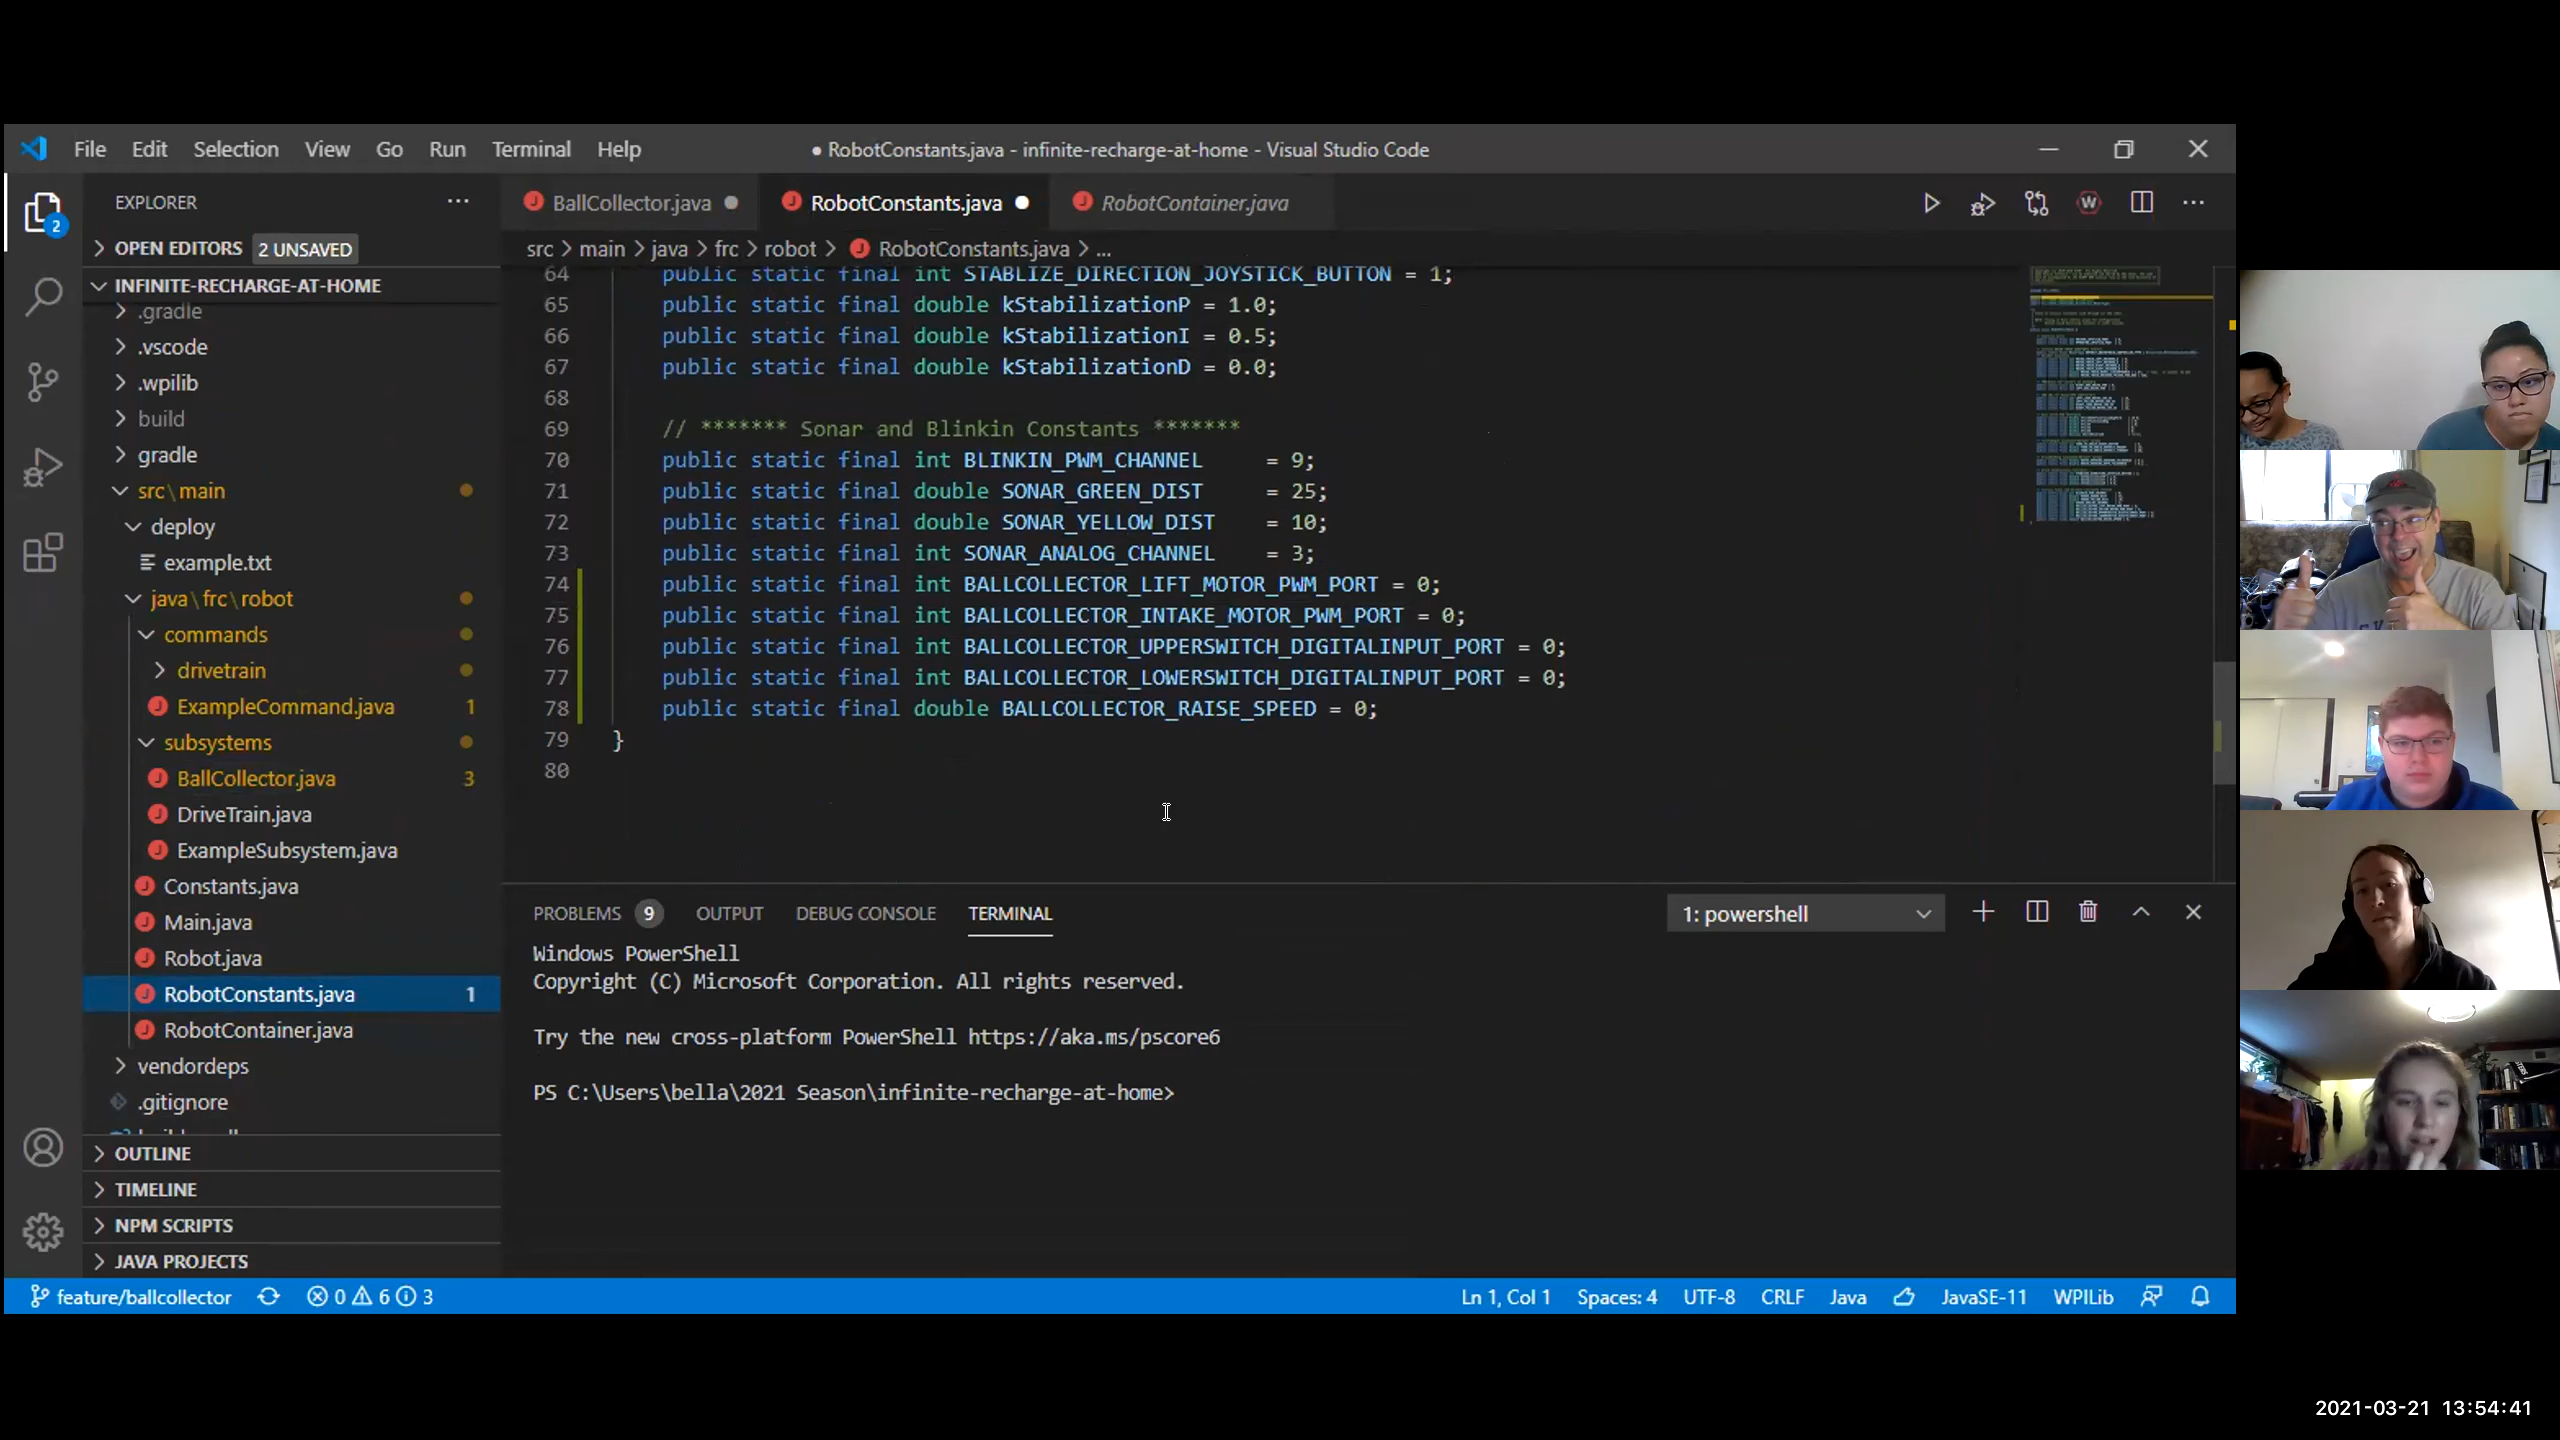 File Edit Selection View Go Run Terminal Help
● RobotConstants.java - infinite-recharge-at-home - Visual Studio Code
EXPLORER
BallCollector.java RobotConstants.java RobotContainer.java
OPEN EDITORS 2 UNSAVED
src > main > java > frc > robot > RobotConstants.java > ...
INFINITE-RECHARGE-AT-HOME
2
.gradle
.vscode
.wpilib
build
gradle
src\main
deploy
example.txt
java\frc\robot
commands
drivetrain
ExampleCommand.java 1
subsystems
BallCollector.java 3
DriveTrain.java
ExampleSubsystem.java
Constants.java
Main.java
Robot.java
RobotConstants.java 1
RobotContainer.java
vendordeps
.gitignore
OUTLINE
TIMELINE
NPM SCRIPTS
JAVA PROJECTS
64 public static final int STABLIZE_DIRECTION_JOYSTICK_BUTTON = 1;
65 public static final double kStabilizationP = 1.0;
66 public static final double kStabilizationI = 0.5;
67 public static final double kStabilizationD = 0.0;
68
69 // ******* Sonar and Blinkin Constants *******
70 public static final int BLINKIN_PWM_CHANNEL = 9;
71 public static final double SONAR_GREEN_DIST = 25;
72 public static final double SONAR_YELLOW_DIST = 10;
73 public static final int SONAR_ANALOG_CHANNEL = 3;
74 public static final int BALLCOLLECTOR_LIFT_MOTOR_PWM_PORT = 0;
75 public static final int BALLCOLLECTOR_INTAKE_MOTOR_PWM_PORT = 0;
76 public static final int BALLCOLLECTOR_UPPERSWITCH_DIGITALINPUT_PORT = 0;
77 public static final int BALLCOLLECTOR_LOWERSWITCH_DIGITALINPUT_PORT = 0;
78 public static final double BALLCOLLECTOR_RAISE_SPEED = 0;
79 }
80
PROBLEMS 9 OUTPUT DEBUG CONSOLE TERMINAL 1: powershell
Windows PowerShell
Copyright (C) Microsoft Corporation. All rights reserved.
Try the new cross-platform PowerShell https://aka.ms/pscore6
PS C:\Users\bella\2021 Season\infinite-recharge-at-home>
feature/ballcollector 0 6 3 Ln 1, Col 1 Spaces: 4 UTF-8 CRLF Java JavaSE-11 WPILib
2021-03-21 13:54:41